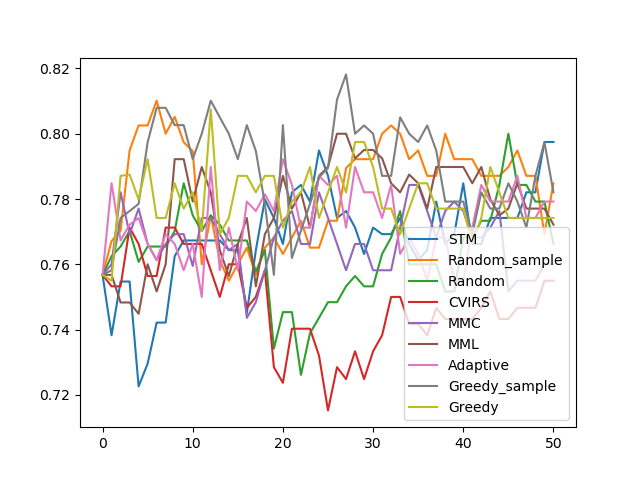 0.82
0.80
0.78
0.76
0.74
0.72
0
10
20
30
40
50
STM
Random_sample
Random
CVIRS
MMC
MML
Adaptive
Greedy_sample
Greedy